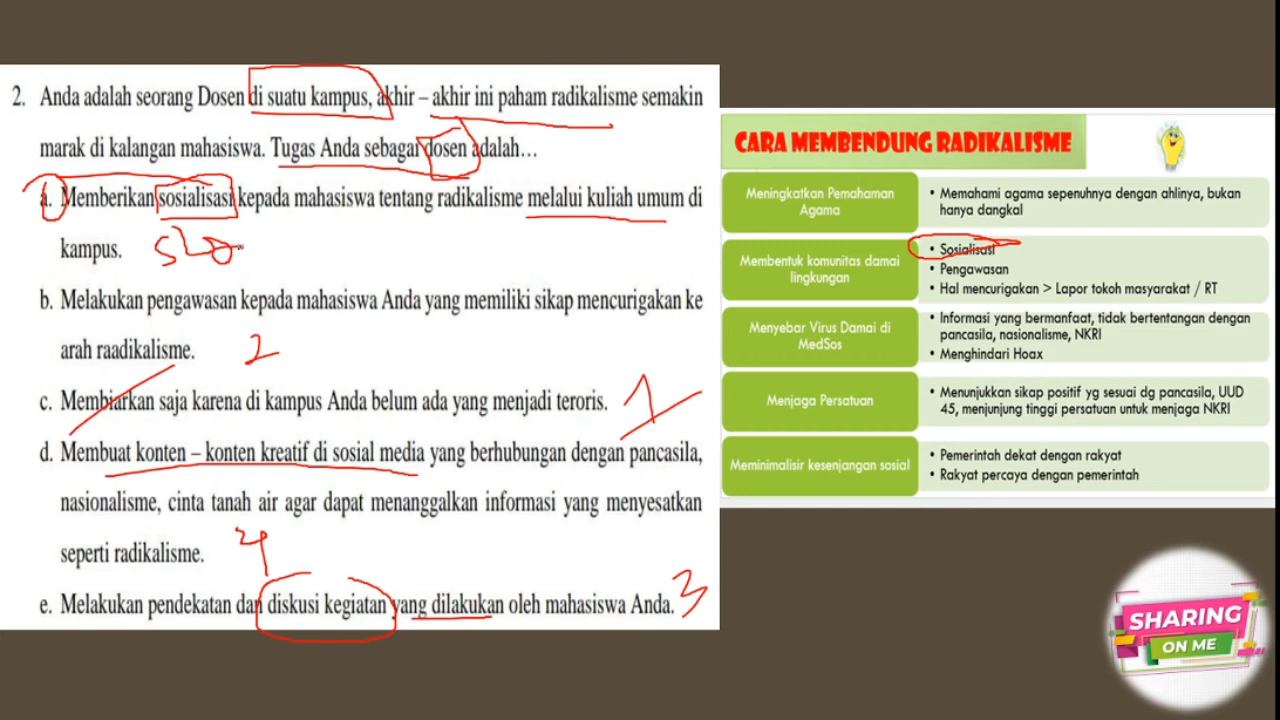 2. Anda adalah seorang Dosen di suatu kampus, akhir – akhir ini paham radikalisme semakin
marak di kalangan mahasiswa. Tugas Anda sebagai dosen adalah…
a. Memberikan sosialisasi kepada mahasiswa tentang radikalisme melalui kuliah umum di
kampus.
b. Melakukan pengawasan kepada mahasiswa Anda yang memiliki sikap mencurigakan ke
arah raadikalisme. 2
c. Membiarkan saja karena di kampus Anda belum ada yang menjadi teroris. 1
d. Membuat konten – konten kreatif di sosial media yang berhubungan dengan pancasila,
nasionalisme, cinta tanah air agar dapat menanggalkan informasi yang menyesatkan
seperti radikalisme. 4
e. Melakukan pendekatan dan diskusi kegiatan yang dilakukan oleh mahasiswa Anda. 3
CARA MEMBENDUNG RADIKALISME
Meningkatkan Pemahaman
Agama
• Memahami agama sepenuhnya dengan ahlinya, bukan
hanya dangkal
Membentuk komunitas damai
lingkungan
• Sosialisasi
• Pengawasan
• Hal mencurigakan > Lapor tokoh masyarakat / RT
Menyebar Virus Damai di
MedSos
• Informasi yang bermanfaat, tidak bertentangan dengan
pancasila, nasionalisme, NKRI
• Menghindari Hoax
Menjaga Persatuan
• Menunjukkan sikap positif yg sesuai dg pancasila, UUD
45, menjunjung tinggi persatuan untuk menjaga NKRI
Meminimalisir kesenjangan sosial
• Pemerintah dekat dengan rakyat
• Rakyat percaya dengan pemerintah
SHARING
ON ME